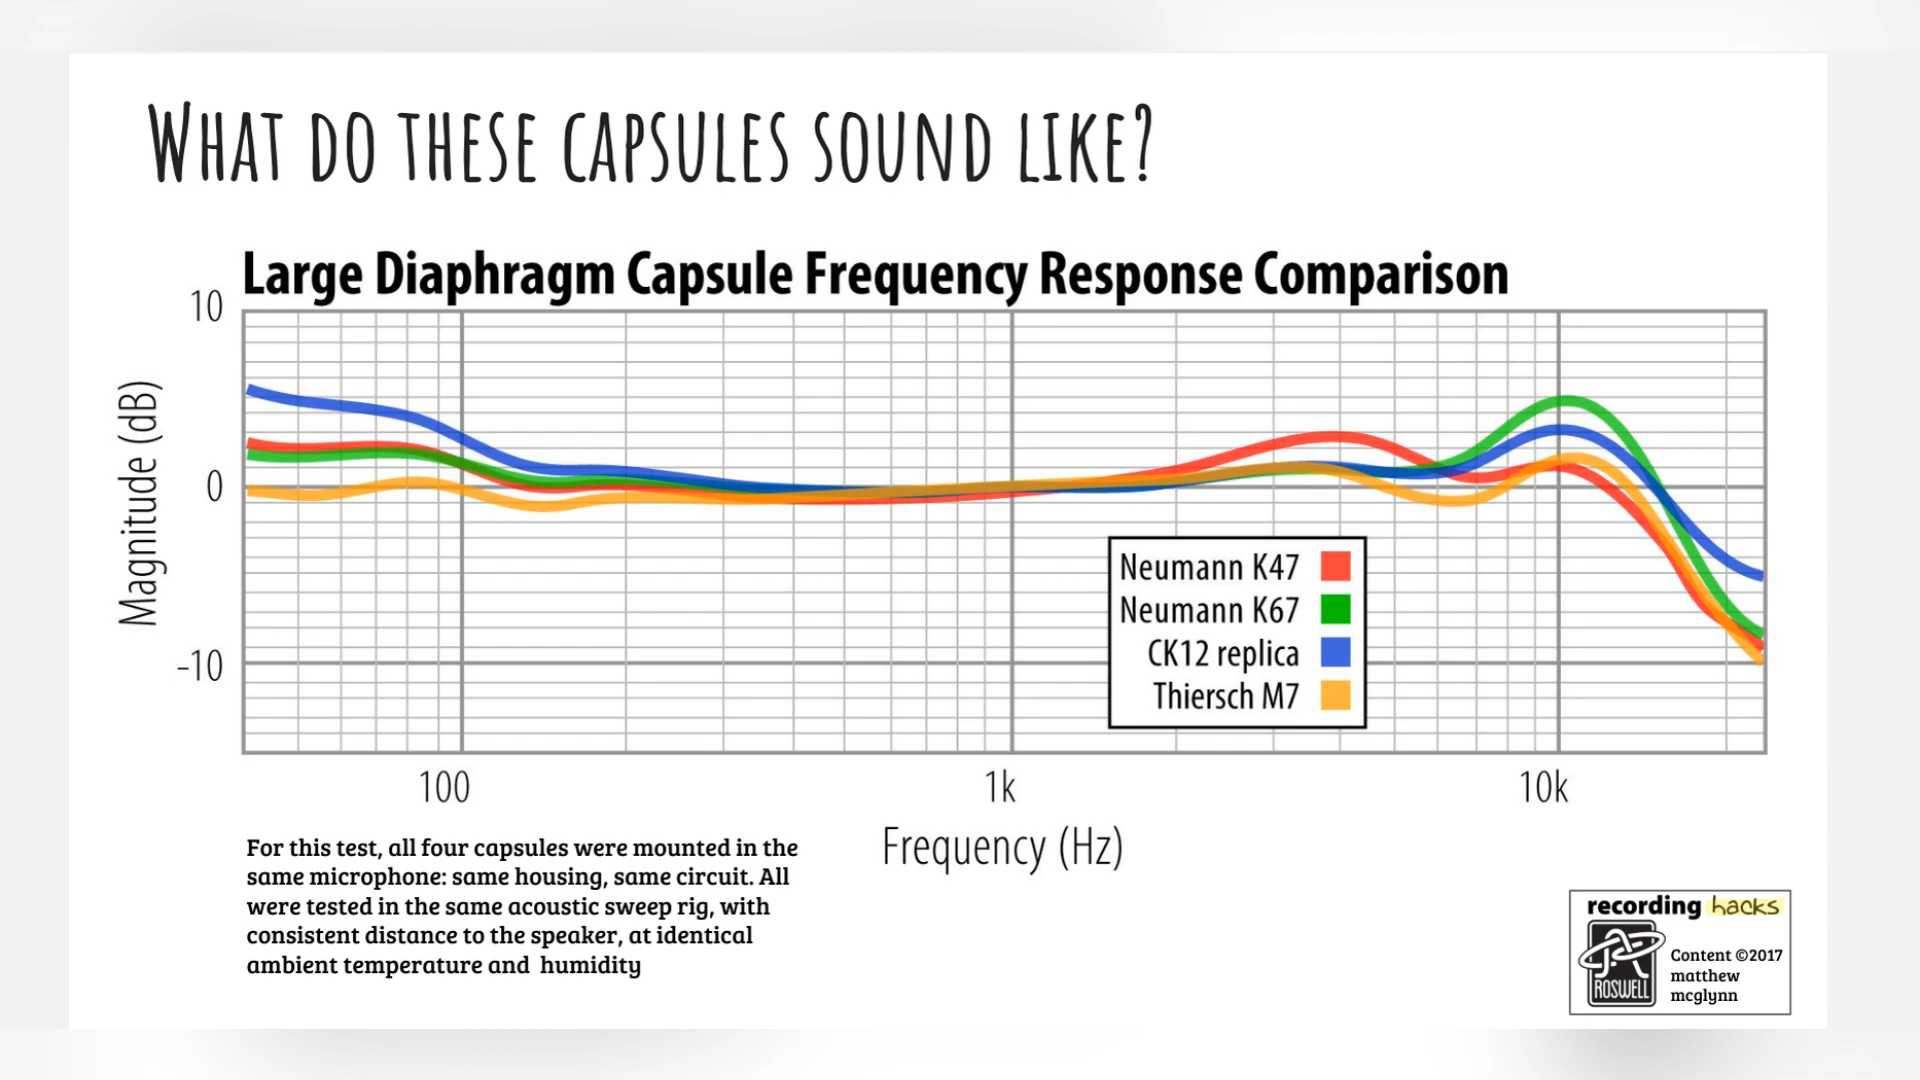 WHAT DO THESE CAPSULES SOUND LIKE?
Large Diaphragm Capsule Frequency Response Comparison
10
0
-10
Magnitude (dB)
Neumann K47
Neumann K67
CK12 replica
Thiersch M7
100
1k
10k
Frequency (Hz)
For this test, all four capsules were mounted in the
same microphone: same housing, same circuit. All
were tested in the same acoustic sweep rig, with
consistent distance to the speaker, at identical
ambient temperature and humidity
recording hacks
ROSWELL
Content ©2017
matthew
mcglynn